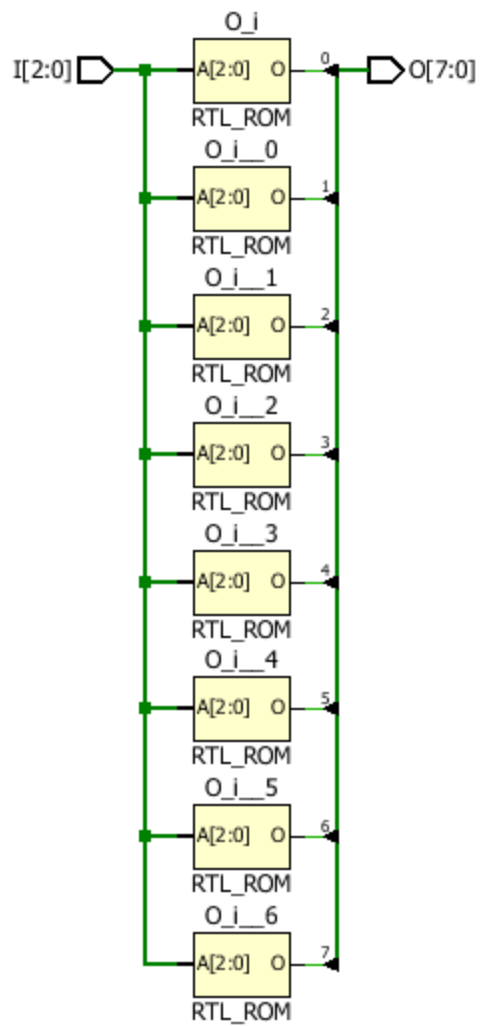 O_i
I[2:0] A[2:0] O 0 O[7:0]
RTL_ROM
O_i__0
A[2:0] O 1
RTL_ROM
O_i__1
A[2:0] O 2
RTL_ROM
O_i__2
A[2:0] O 3
RTL_ROM
O_i__3
A[2:0] O 4
RTL_ROM
O_i__4
A[2:0] O 5
RTL_ROM
O_i__5
A[2:0] O 6
RTL_ROM
O_i__6
A[2:0] O 7
RTL_ROM